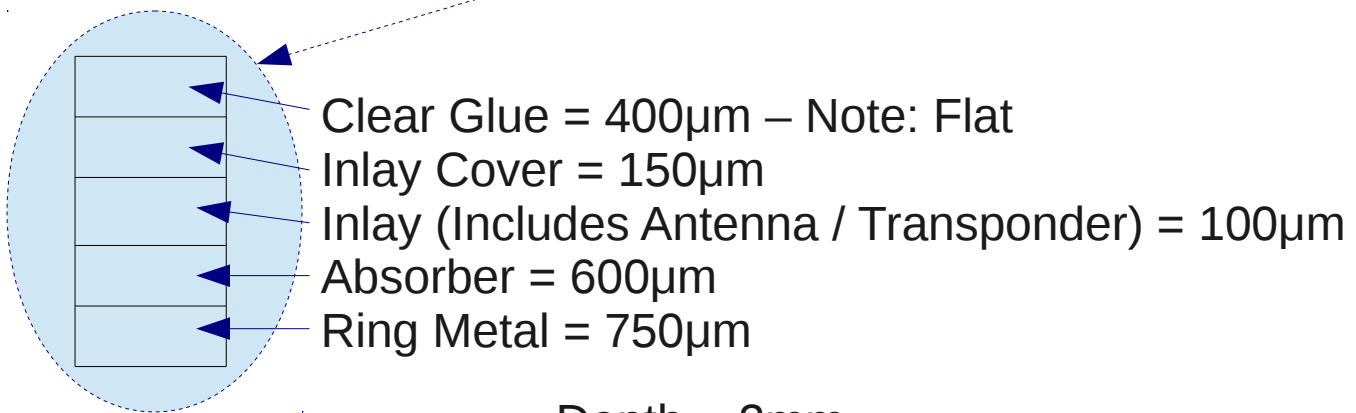 Clear Glue = 400μm – Note: Flat
Inlay Cover = 150μm
Inlay (Includes Antenna / Transponder) = 100μm
Absorber = 600μm
Ring Metal = 750μm